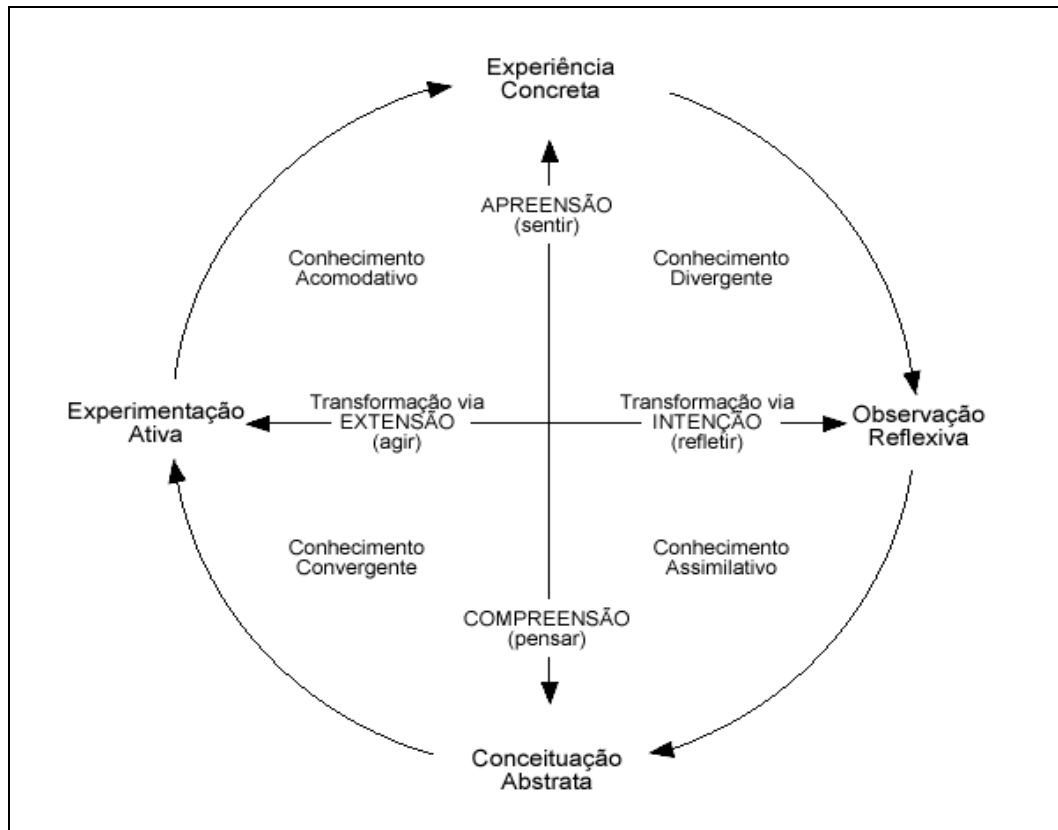 Experiência
Concreta
APREENSÃO
(sentir)
Conhecimento
Acomodativo
Conhecimento
Divergente
Experimentação
Ativa
Transformação via
EXTENSÃO
(agir)
Transformação via
INTENÇÃO
(refletir)
Observação
Reflexiva
Conhecimento
Convergente
Conhecimento
Assimilativo
COMPREENSÃO
(pensar)
Conceituação
Abstrata